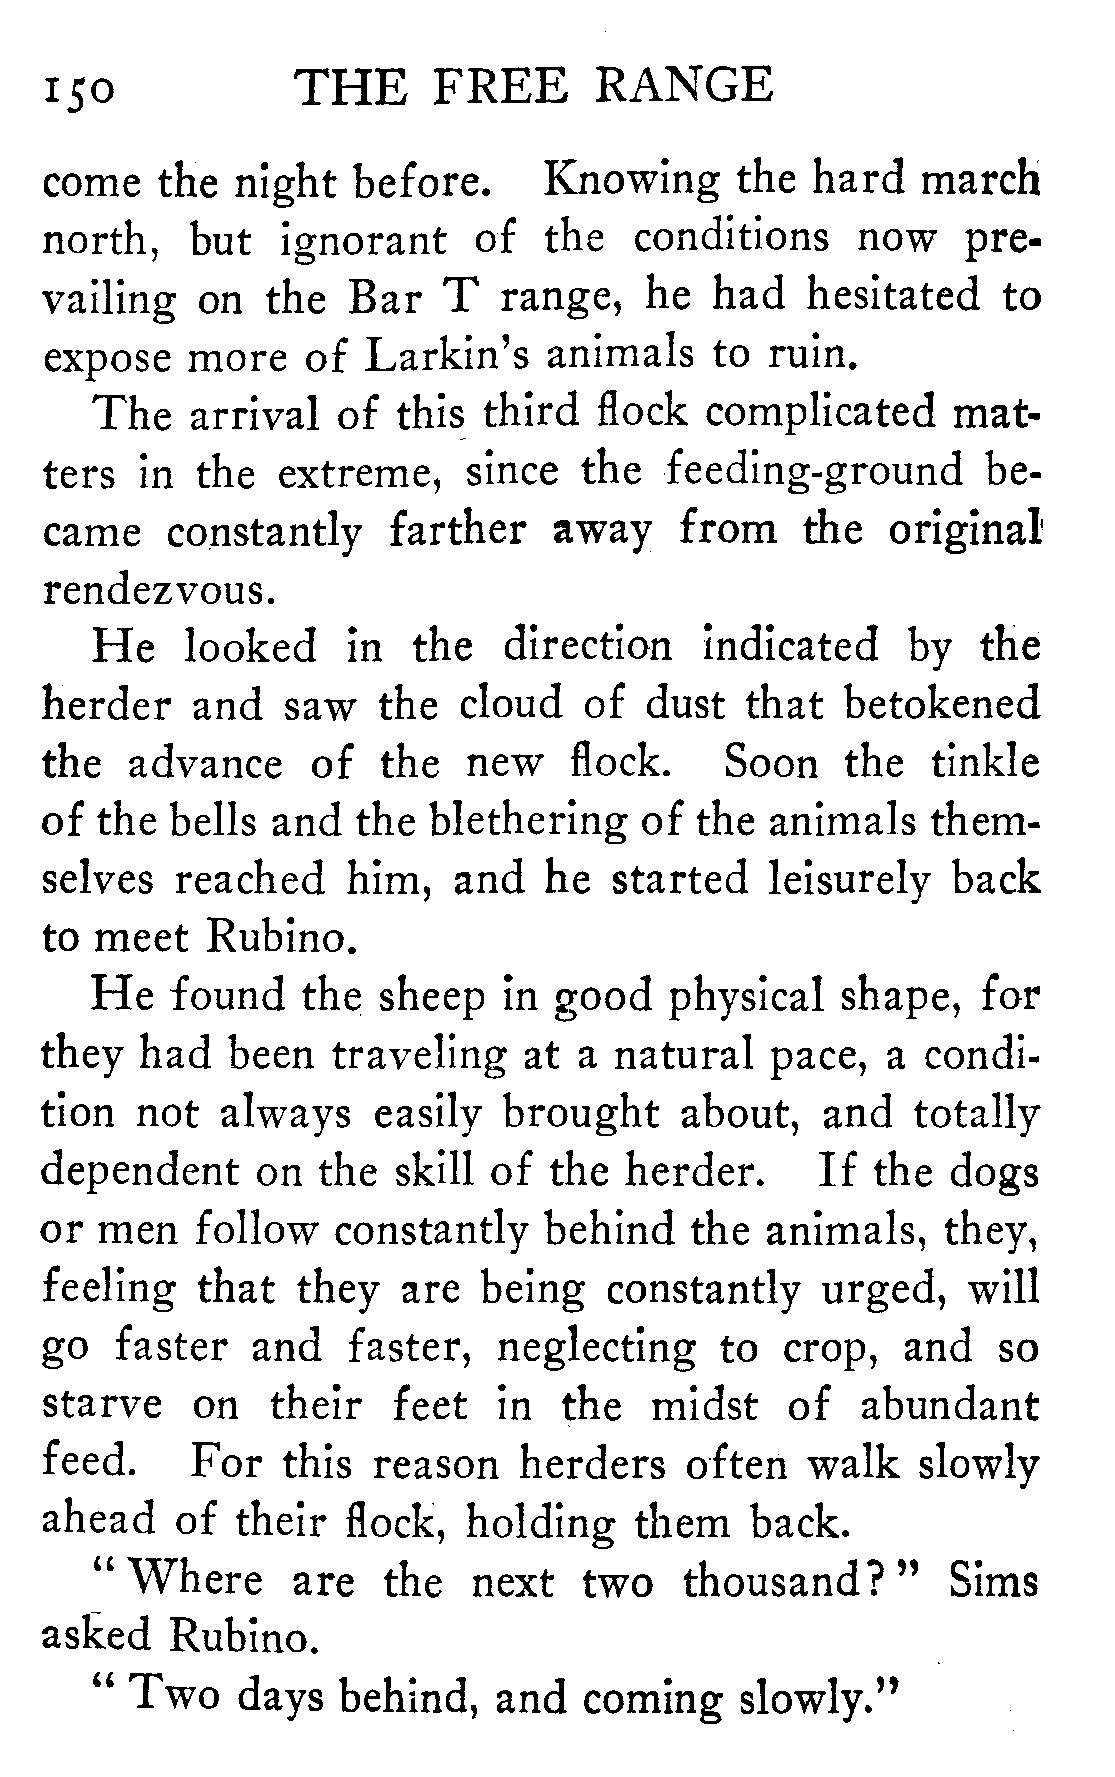 150 THE FREE RANGE
come the night before. Knowing the hard march
north, but ignorant of the conditions now pre-
vailing on the Bar T range, he had hesitated to
expose more of Larkin's animals to ruin.
The arrival of this third flock complicated mat-
ters in the extreme, since the feeding-ground be-
came constantly farther away from the original
rendezvous.
He looked in the direction indicated by the
herder and saw the cloud of dust that betokened
the advance of the new flock. Soon the tinkle
of the bells and the blethering of the animals them-
selves reached him, and he started leisurely back
to meet Rubino.
He found the sheep in good physical shape, for
they had been traveling at a natural pace, a condi-
tion not always easily brought about, and totally
dependent on the skill of the herder. If the dogs
or men follow constantly behind the animals, they,
feeling that they are being constantly urged, will
go faster and faster, neglecting to crop, and so
starve on their feet in the midst of abundant
feed. For this reason herders often walk slowly
ahead of their flock, holding them back.
“Where are the next two thousand?” Sims
asked Rubino.
“Two days behind, and coming slowly.”